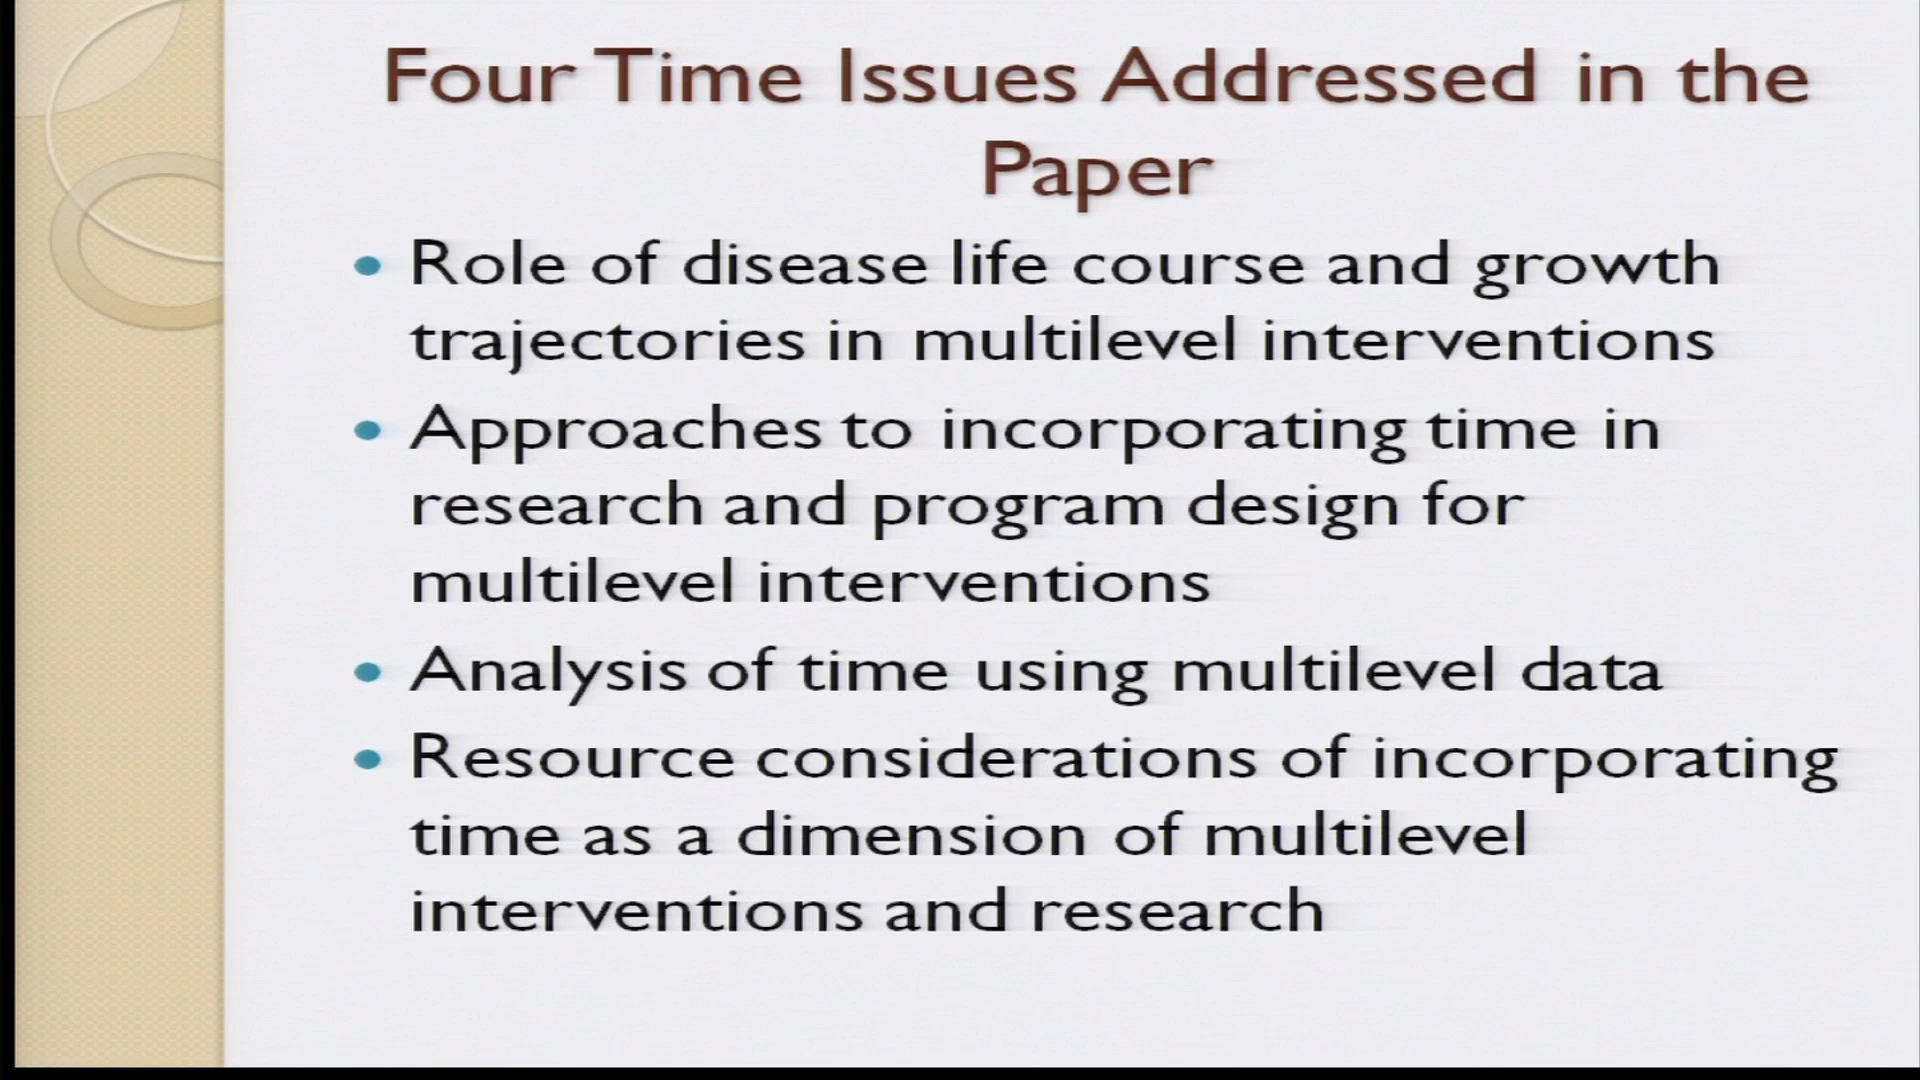 Four Time Issues Addressed in the
Paper
• Role of disease life course and growth
trajectories in multilevel interventions
• Approaches to incorporating time in
research and program design for
multilevel interventions
• Analysis of time using multilevel data
• Resource considerations of incorporating
time as a dimension of multilevel
interventions and research